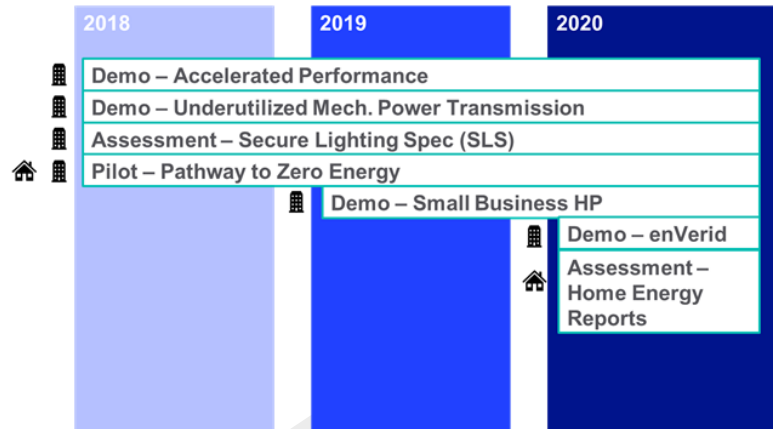 2018
2019
2020
Demo – Accelerated Performance
Demo – Underutilized Mech. Power Transmission
Assessment – Secure Lighting Spec (SLS)
Pilot – Pathway to Zero Energy
Demo – Small Business HP
Demo – enVerid
Assessment –
Home Energy
Reports